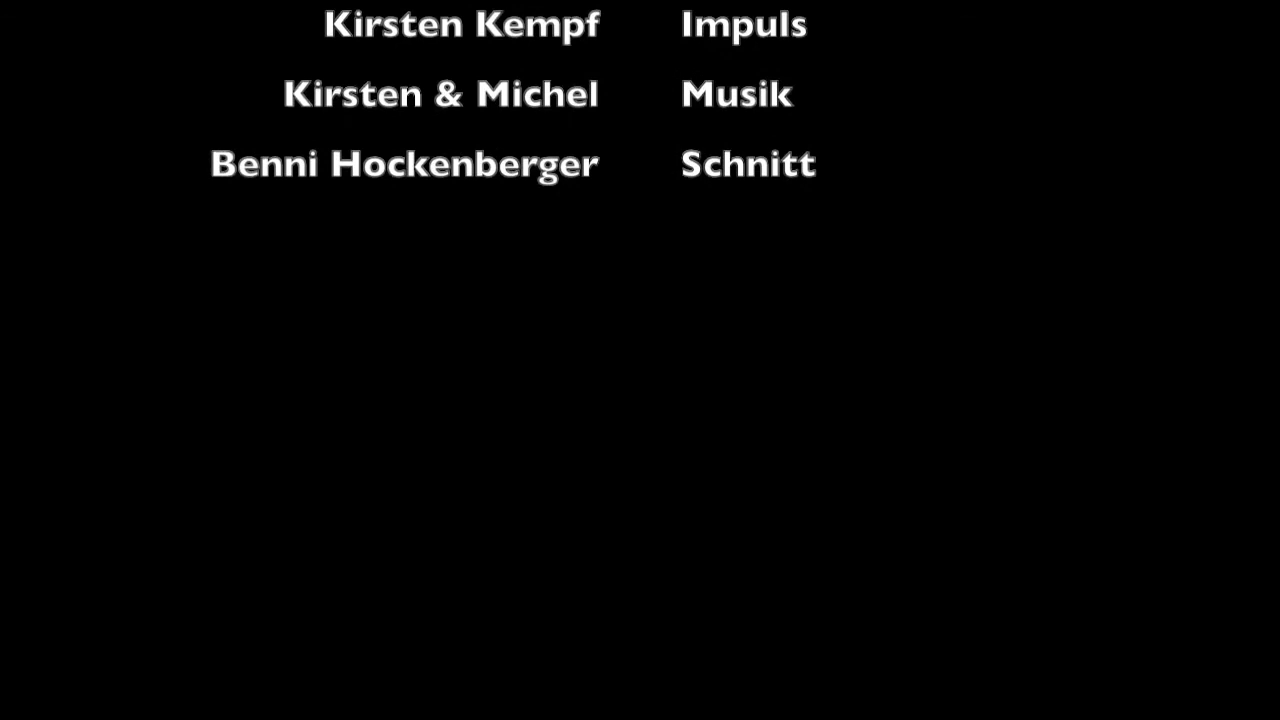 Kirsten Kempf Impuls
Kirsten & Michel Musik
Benni Hockenberger Schnitt